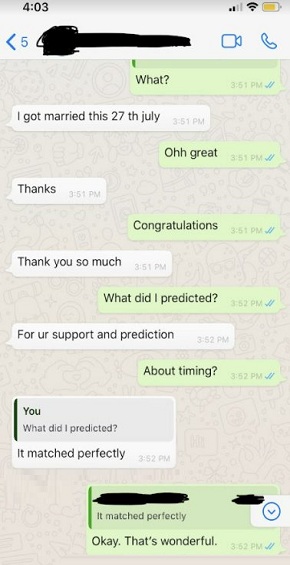 4:03
5
What?
3:51 PM
I got married this 27 th july
3:51 PM
Ohh great
3:51 PM
Thanks
3:51 PM
Congratulations
3:51 PM
Thank you so much
3:51 PM
What did I predicted?
3:52 PM
For ur support and prediction
3:52 PM
About timing?
3:52 PM
You
What did I predicted?
It matched perfectly
3:52 PM
It matched perfectly
Okay. That's wonderful.
3:52 PM